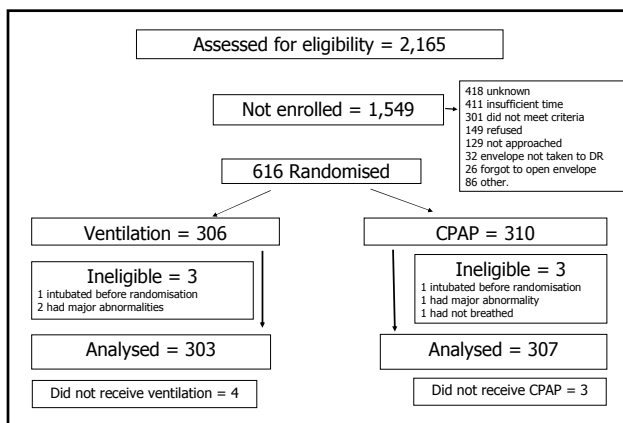 Assessed for eligibility = 2,165
Not enrolled = 1,549
418 unknown
411 insufficient time
301 did not meet criteria
149 refused
129 not approached
32 envelope not taken to DR
26 forgot to open envelope
86 other.
616 Randomised
Ventilation = 306
CPAP = 310
Ineligible = 3
1 intubated before randomisation
2 had major abnormalities
Ineligible = 3
1 intubated before randomisation
1 had major abnormality
1 had not breathed
Analysed = 303
Analysed = 307
Did not receive ventilation = 4
Did not receive CPAP = 3